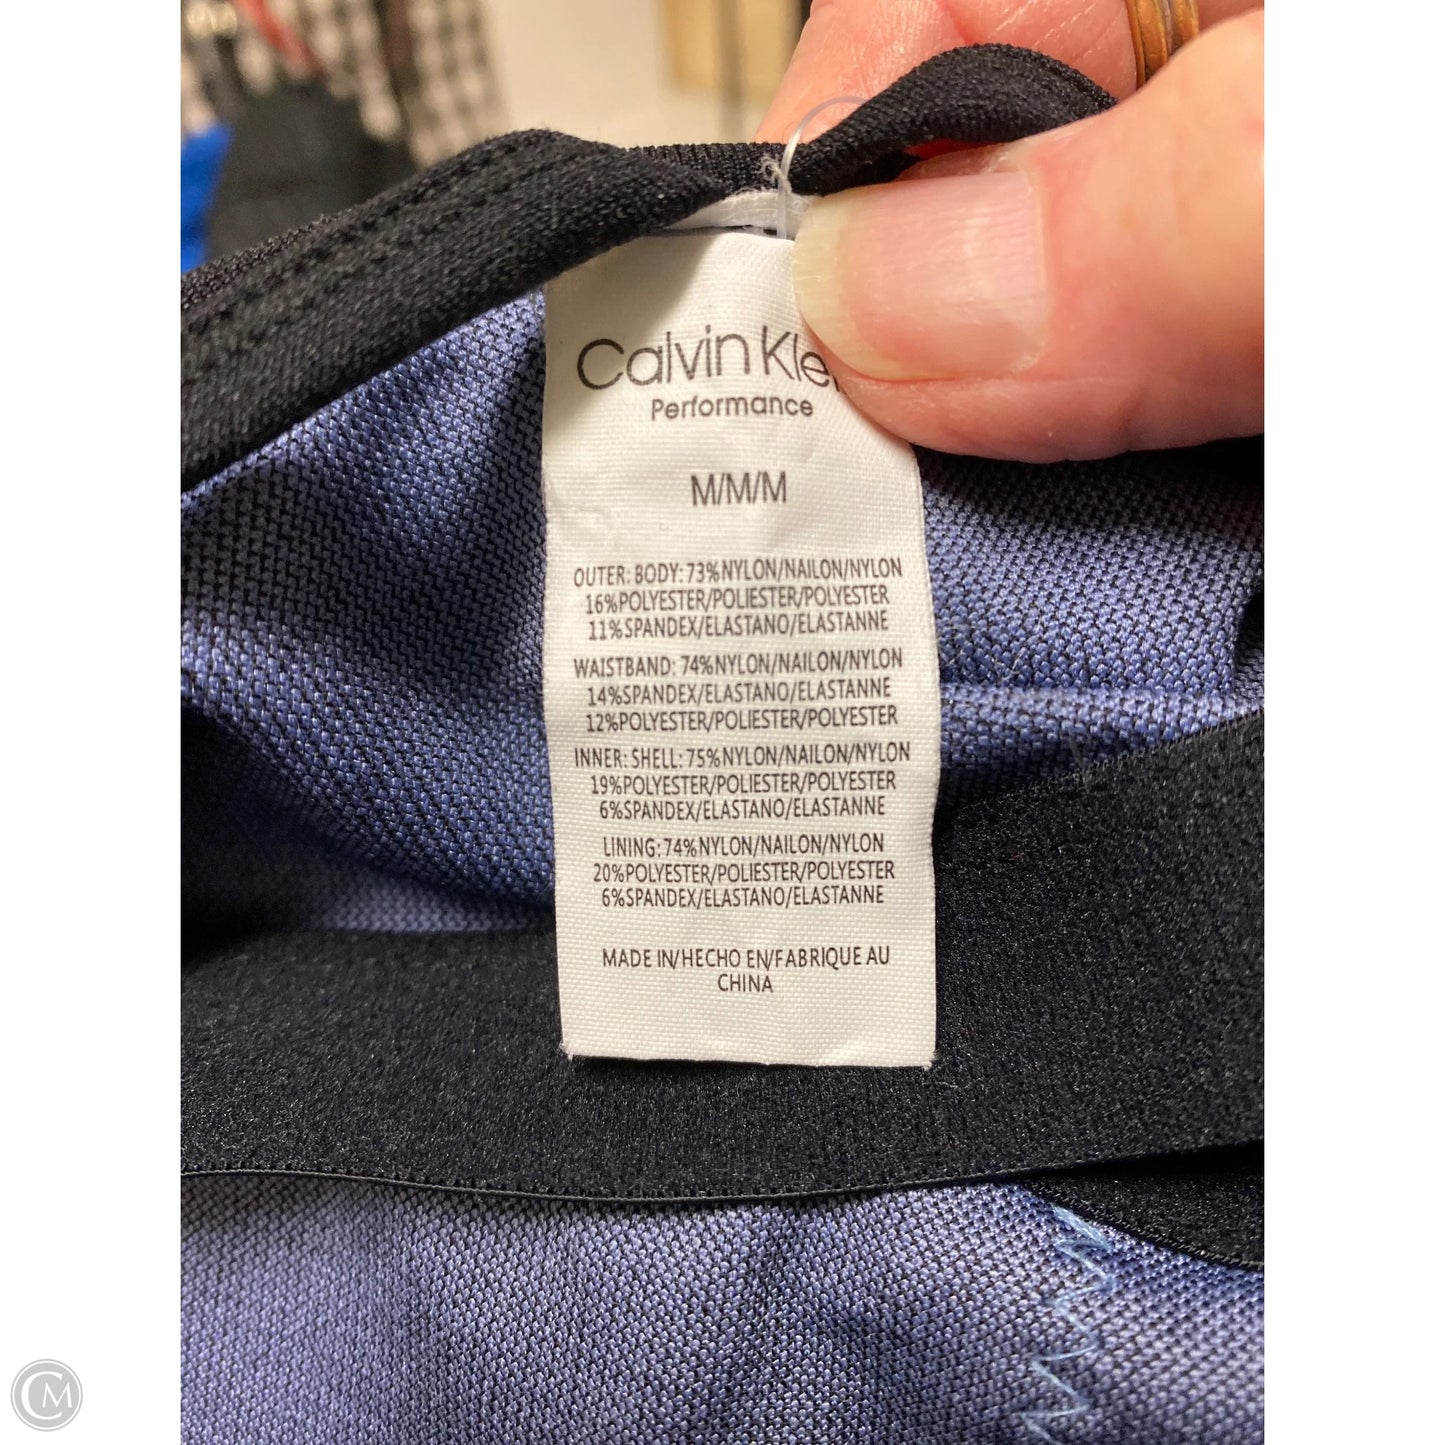 Calvin Kle
Performance
M/M/M
OUTER: BODY: 73%NYLON/NAILON/NYLON
16%POLYESTER/POLIESTER/POLYESTER
11%SPANDEX/ELASTANO/ELASTANNE
WAISTBAND: 74%NYLON/NAILON/NYLON
14%SPANDEX/ELASTANO/ELASTANNE
12%POLYESTER/POLIESTER/POLYESTER
INNER: SHELL: 75%NYLON/NAILON/NYLON
19%POLYESTER/POLIESTER/POLYESTER
6%SPANDEX/ELASTANO/ELASTANNE
LINING: 74%NYLON/NAILON/NYLON
20%POLYESTER/POLIESTER/POLYESTER
6%SPANDEX/ELASTANO/ELASTANNE
MADE IN/HECHO EN/FABRIQUE AU
CHINA
CM